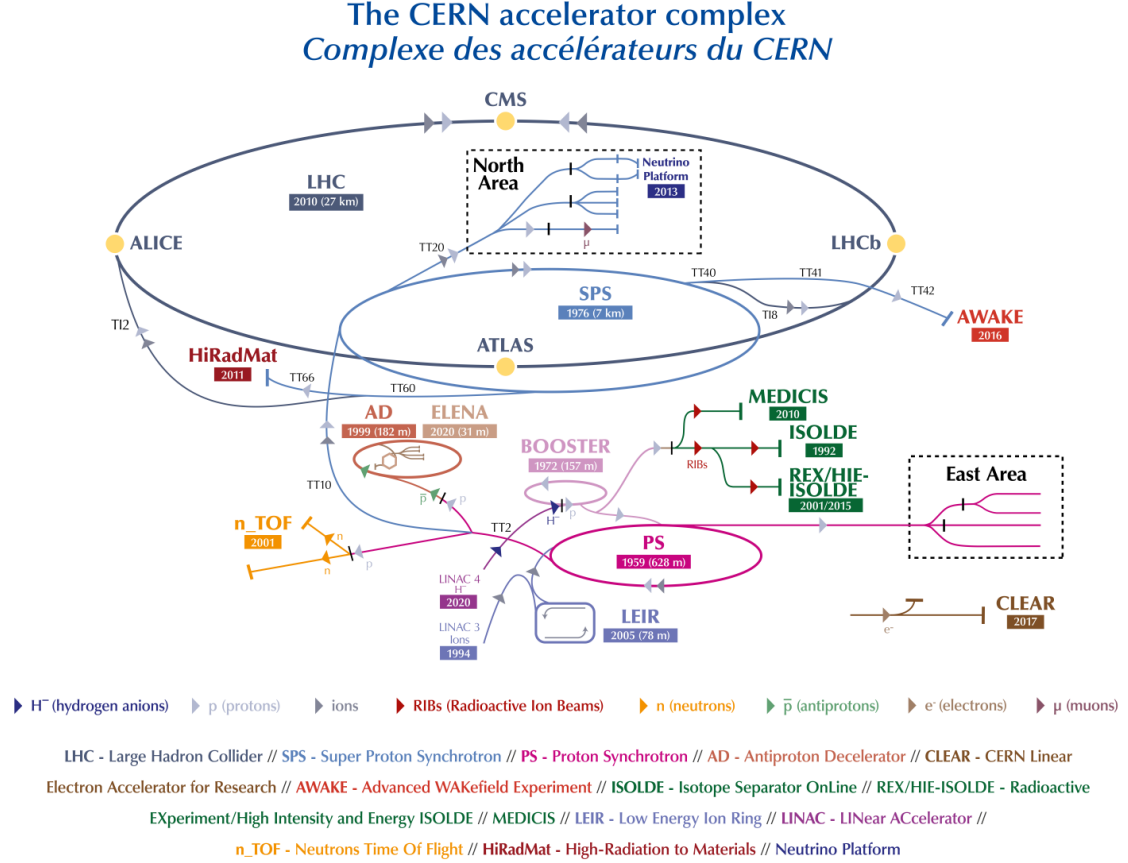 The CERN accelerator complex
Complexe des accélérateurs du CERN
CMS
North
Area
Neutrino
Platform
2013
LHC
2010 (27 km)
µ
ALICE
LHCb
TT20
TT40
TT41
TT42
SPS
1976 (7 km)
TI8
AWAKE
2016
TI2
ATLAS
HiRadMat
2011
TT66
TT60
MEDICIS
2010
AD
1999 (182 m)
ELENA
2020 (31 m)
BOOSTER
1972 (157 m)
ISOLDE
1992
RIBs
REX/HIE-
ISOLDE
2001/2015
East Area
TT10
p̅
p
H⁻
p
n_TOF
2001
n
n
p
TT2
PS
1959 (628 m)
LINAC 4
H⁻
2020
LINAC 3
Ions
1994
LEIR
2005 (78 m)
CLEAR
2017
e⁻
H⁻ (hydrogen anions) p (protons) ions RIBs (Radioactive Ion Beams) n (neutrons) p̅ (antiprotons) e⁻ (electrons) µ (muons)
LHC - Large Hadron Collider // SPS - Super Proton Synchrotron // PS - Proton Synchrotron // AD - Antiproton Decelerator // CLEAR - CERN Linear
Electron Accelerator for Research // AWAKE - Advanced WAKefield Experiment // ISOLDE - Isotope Separator OnLine // REX/HIE-ISOLDE - Radioactive
EXperiment/High Intensity and Energy ISOLDE // MEDICIS // LEIR - Low Energy Ion Ring // LINAC - LINear ACcelerator //
n_TOF - Neutrons Time Of Flight // HiRadMat - High-Radiation to Materials // Neutrino Platform